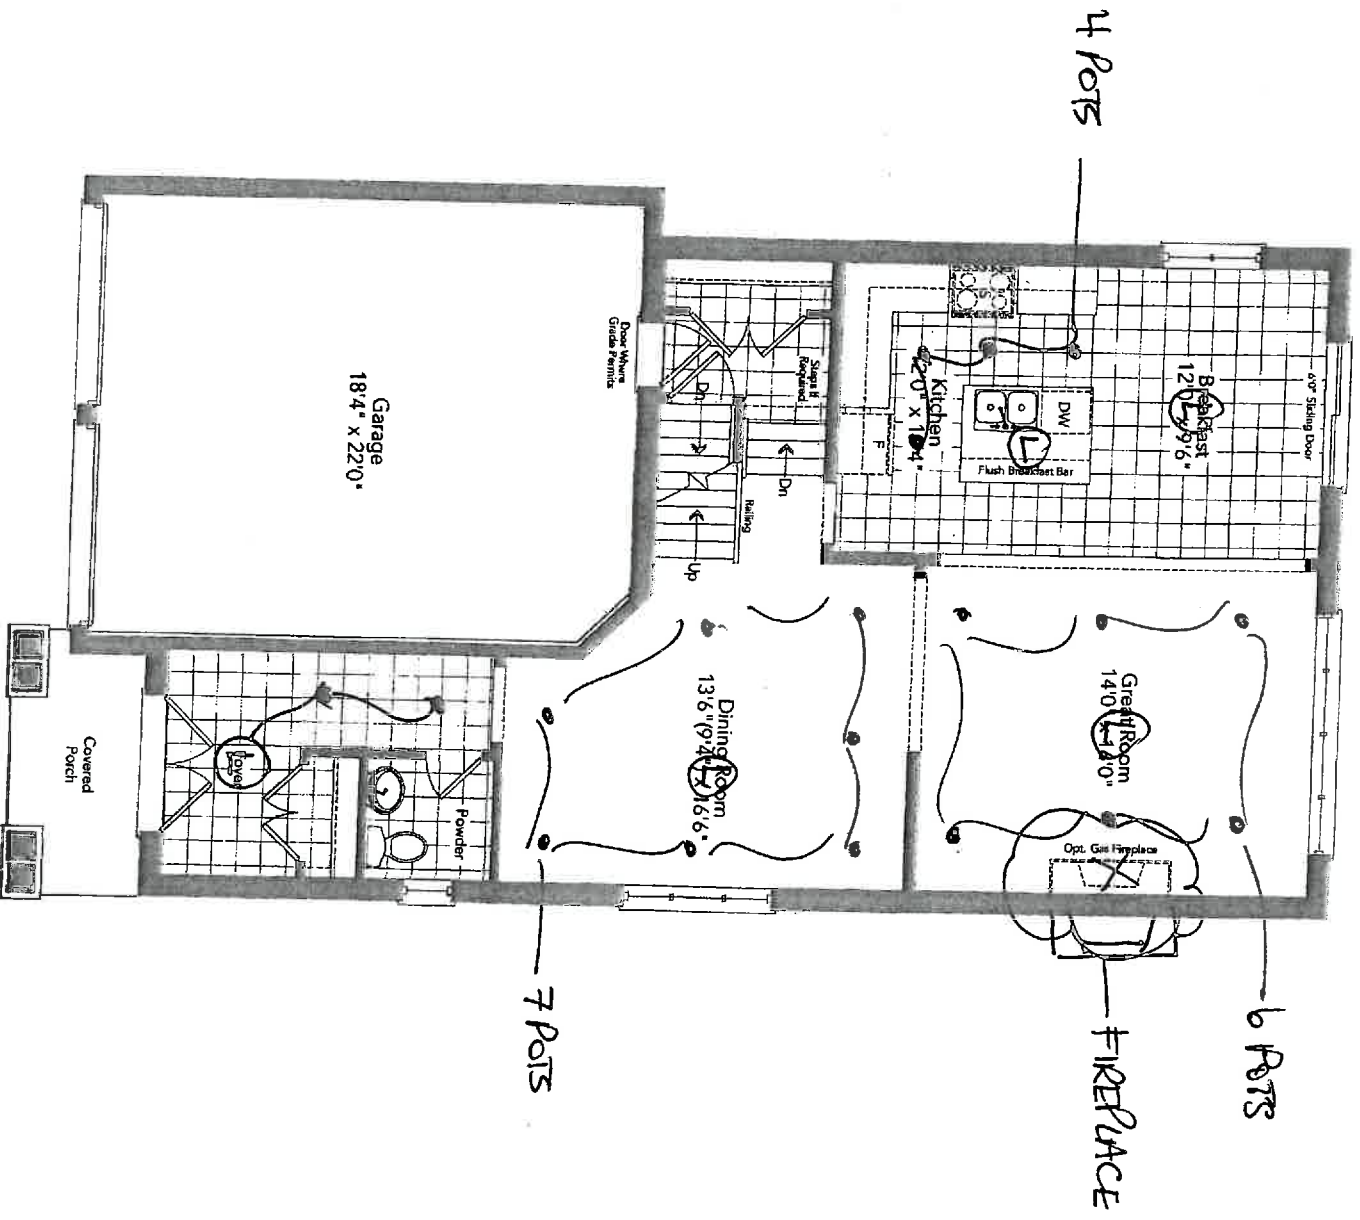 4 POTS
6'0" Sliding Door
Breakfast
DW
Flush Breakfast Bar
Kitchen
F
S
L
L
Steps If
Required
Dn
Dn
Railing
Up
Door Where
Grade Permits
Garage
18'4" x 22'0"
Great Room
L
Opt. Gas Fireplace
Dining Room
L
Foyer
Powder
Covered
Porch
6 POTS
FIREPLACE
7 POTS